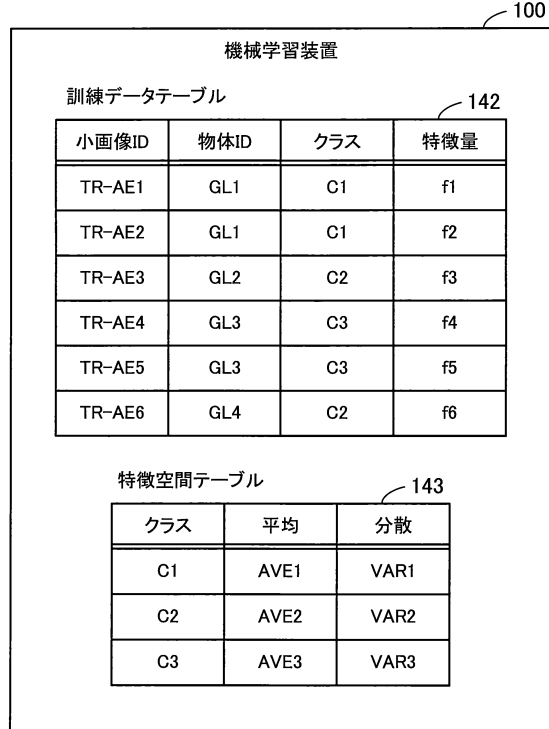 100
機械学習装置
訓練データテーブル
142
小画像ID 物体ID クラス 特徴量
TR-AE1 GL1 C1 f1
TR-AE2 GL1 C1 f2
TR-AE3 GL2 C2 f3
TR-AE4 GL3 C3 f4
TR-AE5 GL3 C3 f5
TR-AE6 GL4 C2 f6
特徴空間テーブル
143
クラス 平均 分散
C1 AVE1 VAR1
C2 AVE2 VAR2
C3 AVE3 VAR3